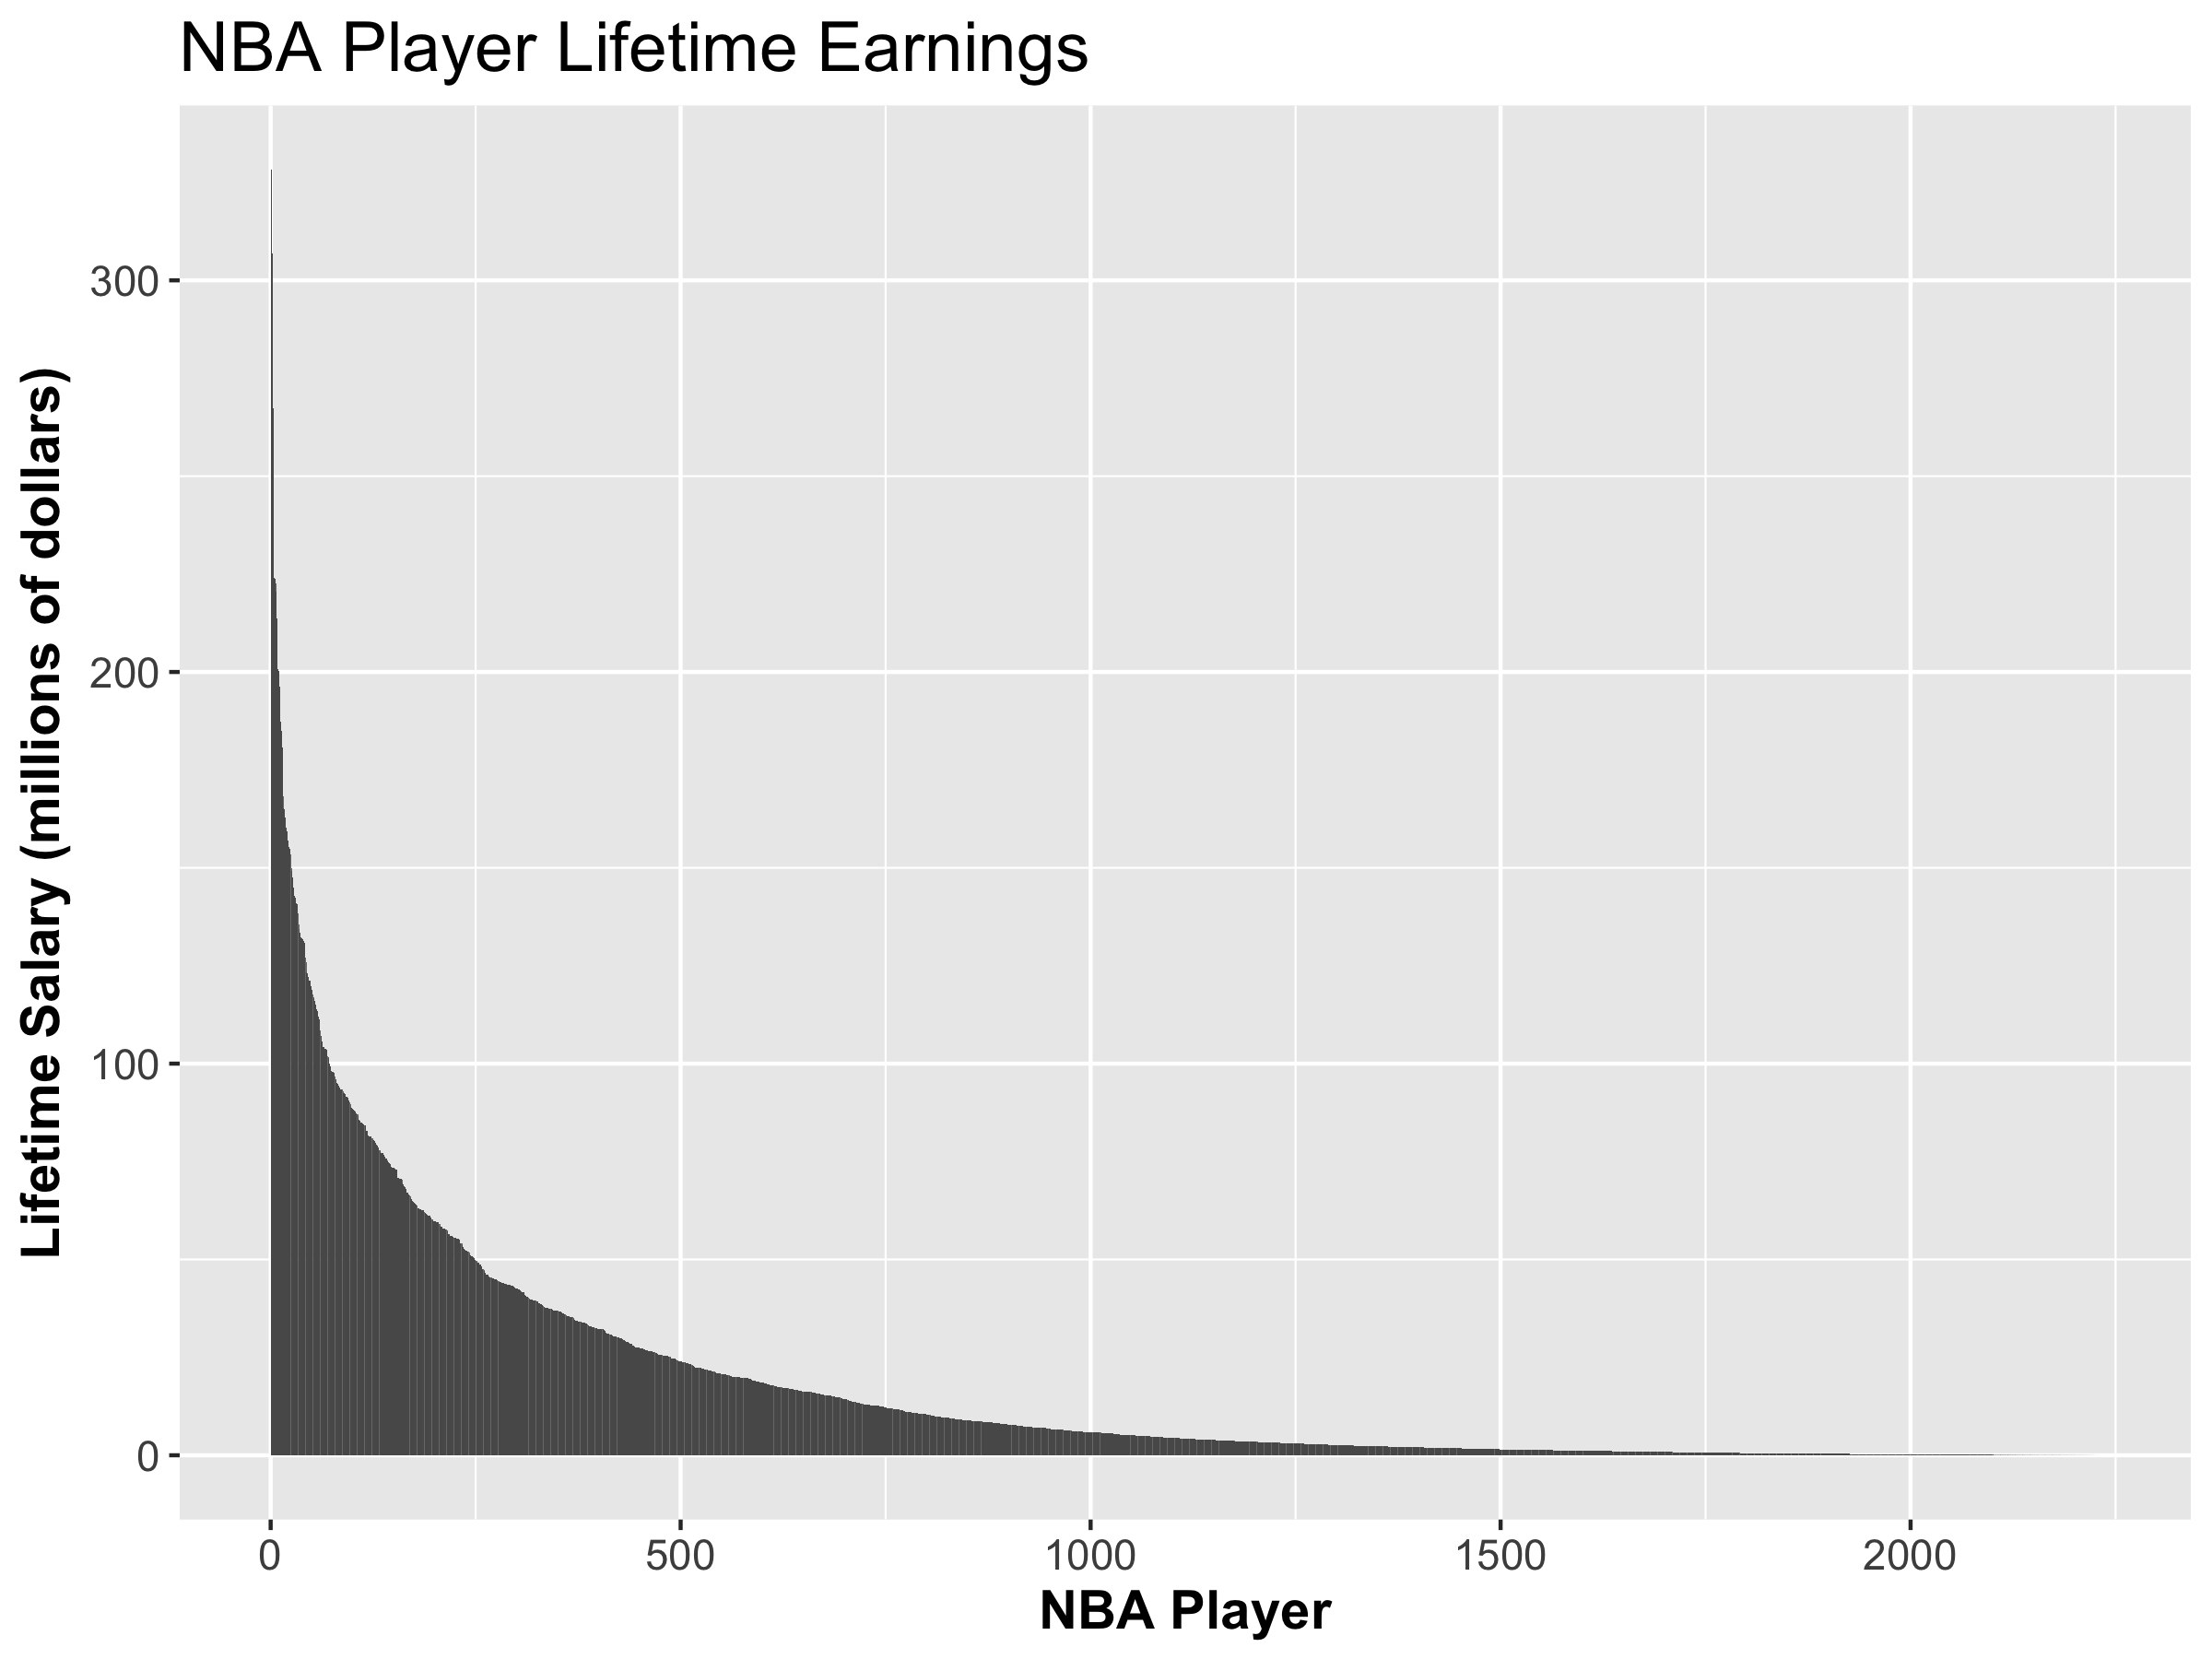 NBA Player Lifetime Earnings
Lifetime Salary (millions of dollars)
300
200
100
0
0 500 1000 1500 2000
NBA Player